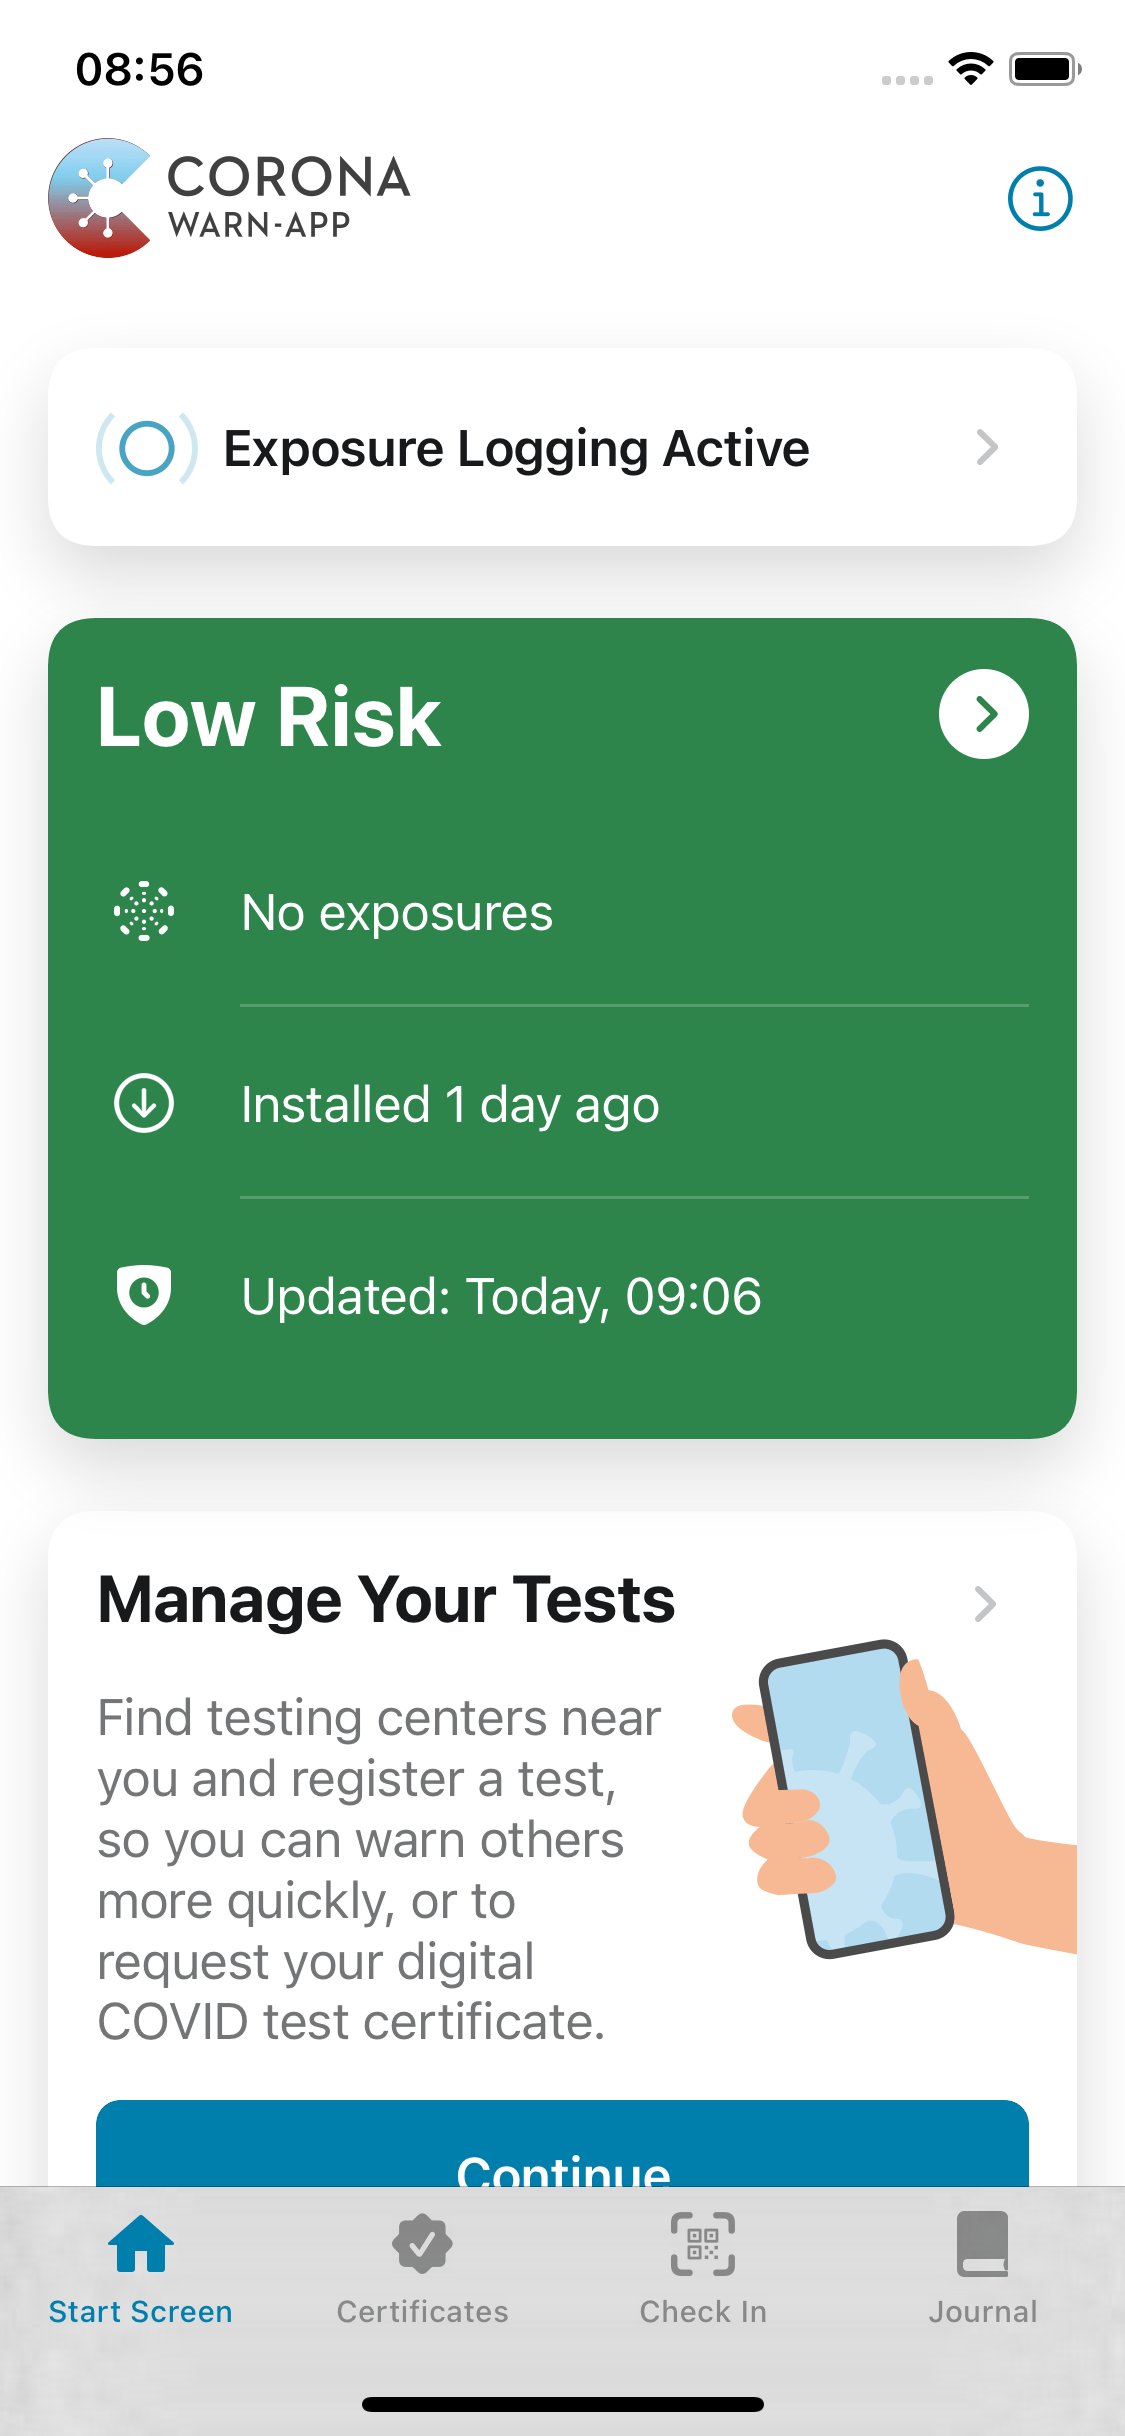 08:56
CORONA
WARN-APP
Exposure Logging Active
Low Risk
No exposures
Installed 1 day ago
Updated: Today, 09:06
Manage Your Tests
Find testing centers near
you and register a test,
so you can warn others
more quickly, or to
request your digital
COVID test certificate.
Continue
Start Screen
Certificates
Check In
Journal